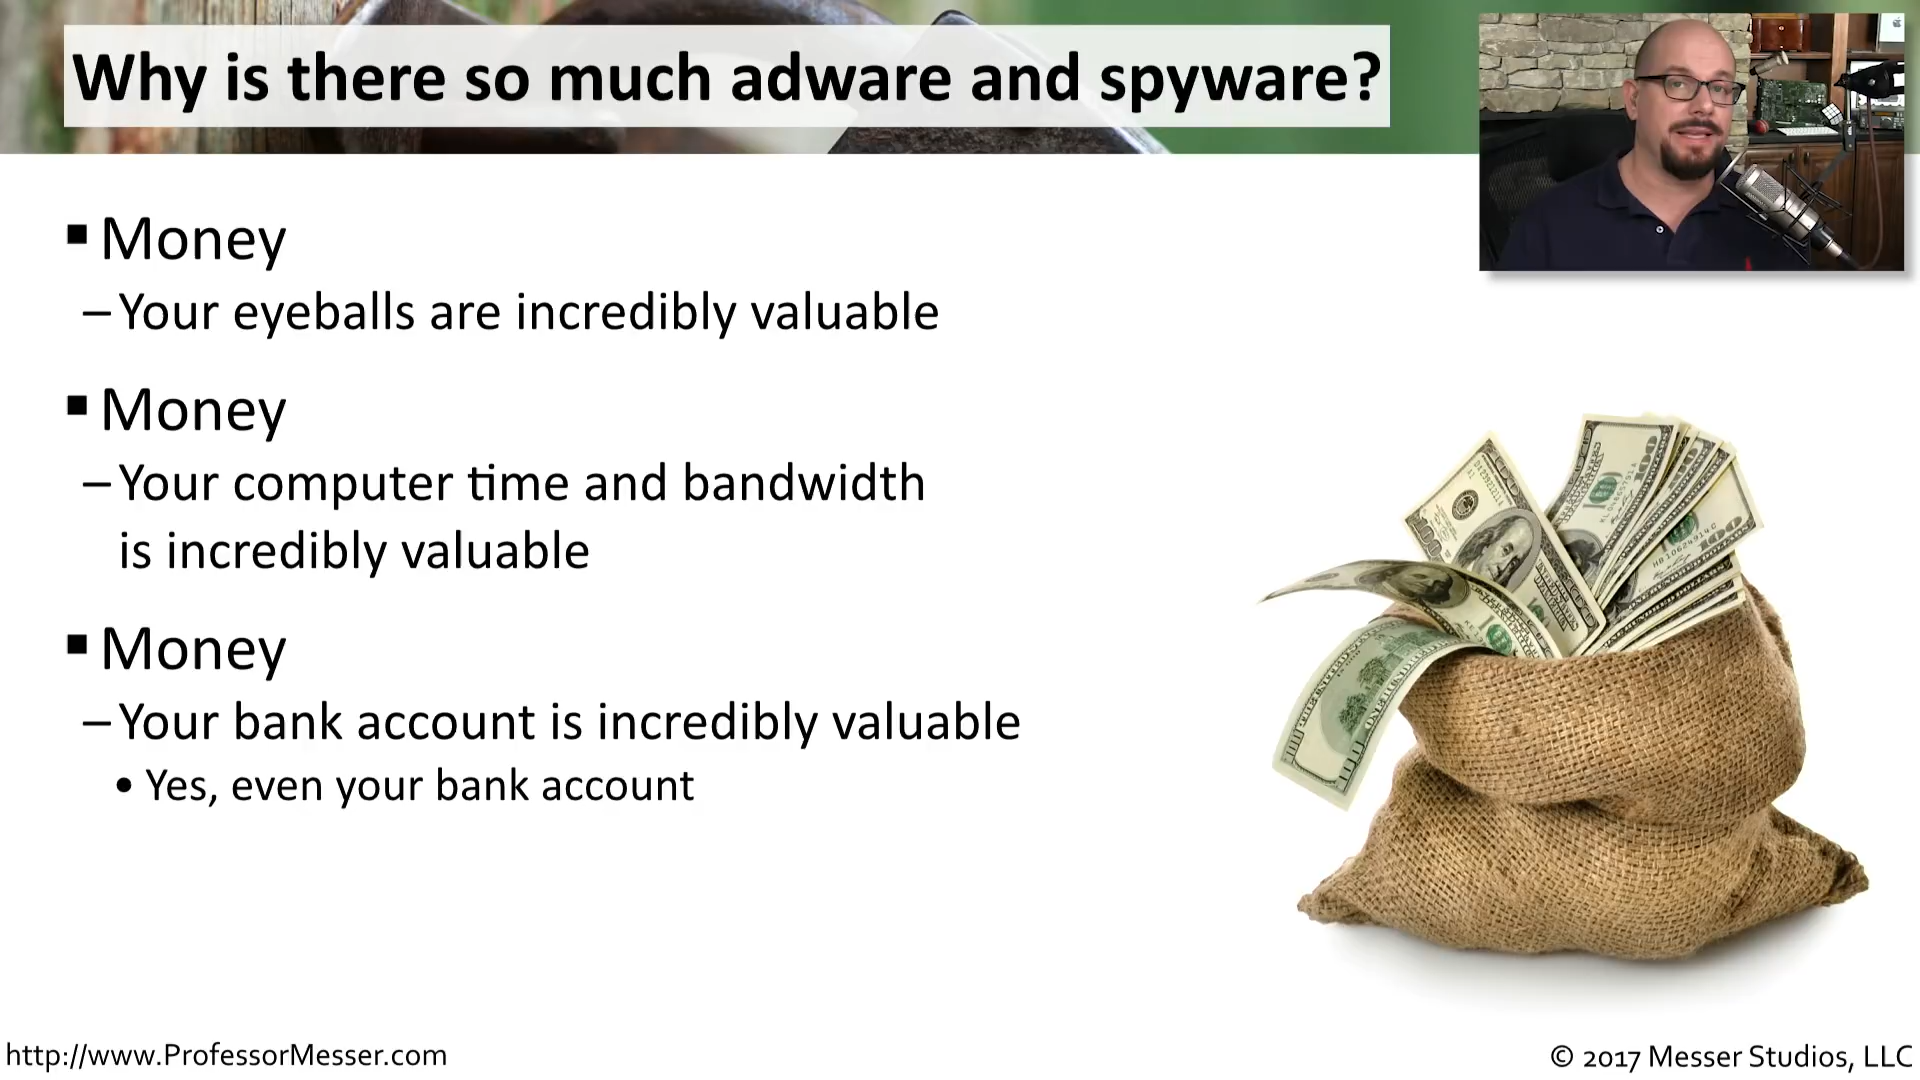 Why is there so much adware and spyware?
▪ Money
– Your eyeballs are incredibly valuable
▪ Money
– Your computer time and bandwidth
is incredibly valuable
▪ Money
– Your bank account is incredibly valuable
• Yes, even your bank account
http://www.ProfessorMesser.com
© 2017 Messer Studios, LLC